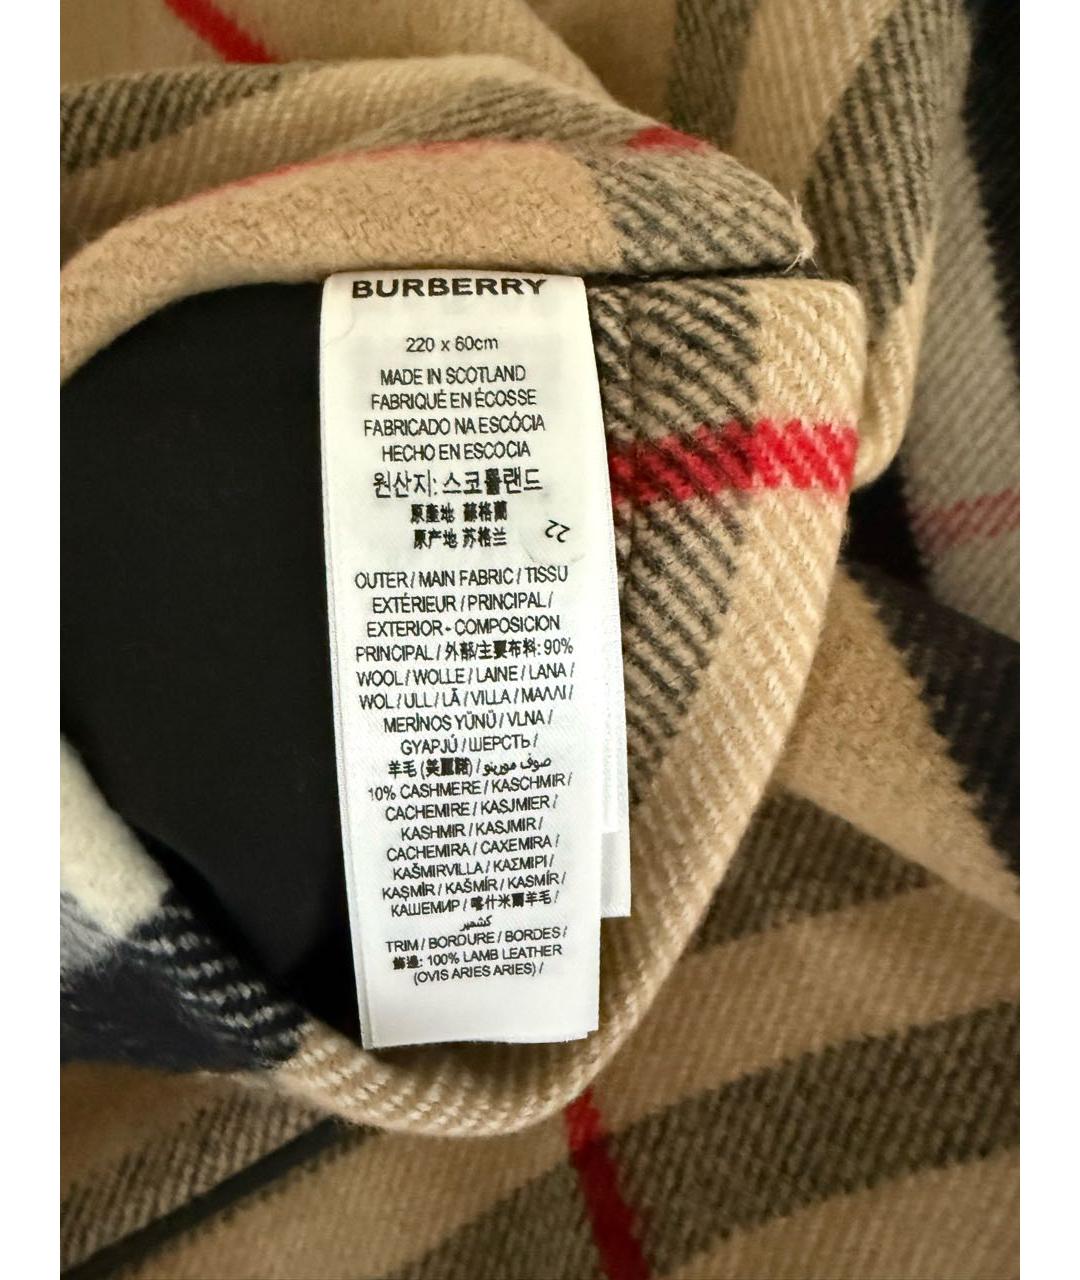 BURBERRY
220 x 60cm
MADE IN SCOTLAND
FABRIQUÉ EN ÉCOSSE
FABRICADO NA ESCÓCIA
HECHO EN ESCOCIA
원산지: 스코틀랜드
原產地 蘇格蘭
原产地 苏格兰
22
OUTER / MAIN FABRIC / TISSU
EXTÉRIEUR / PRINCIPAL /
EXTERIOR - COMPOSICION
PRINCIPAL / 外部/主要布料: 90%
WOOL / WOLLE / LAINE / LANA /
WOL / ULL / LÃ / VILLA / ΜΑΛΛΙ /
MERİNOS YÜNÜ / VLNA /
GYAPJÚ / ШЕРСТЬ /
羊毛 (美麗諾) / صوف مورينو
10% CASHMERE / KASCHMIR /
CACHEMIRE / KASJMIER /
KASHMIR / KASJMIR /
CACHEMIRA / CAXEMIRA /
KAŠMIRVILLA / ΚΑΣΜΙΡΙ /
KAŞMİR / KAŠMÍR / KASMÍR /
КАШЕМИР / 喀什米爾羊毛 /
كشمير
TRIM / BORDURE / BORDES /
飾邊: 100% LAMB LEATHER
(OVIS ARIES ARIES) /